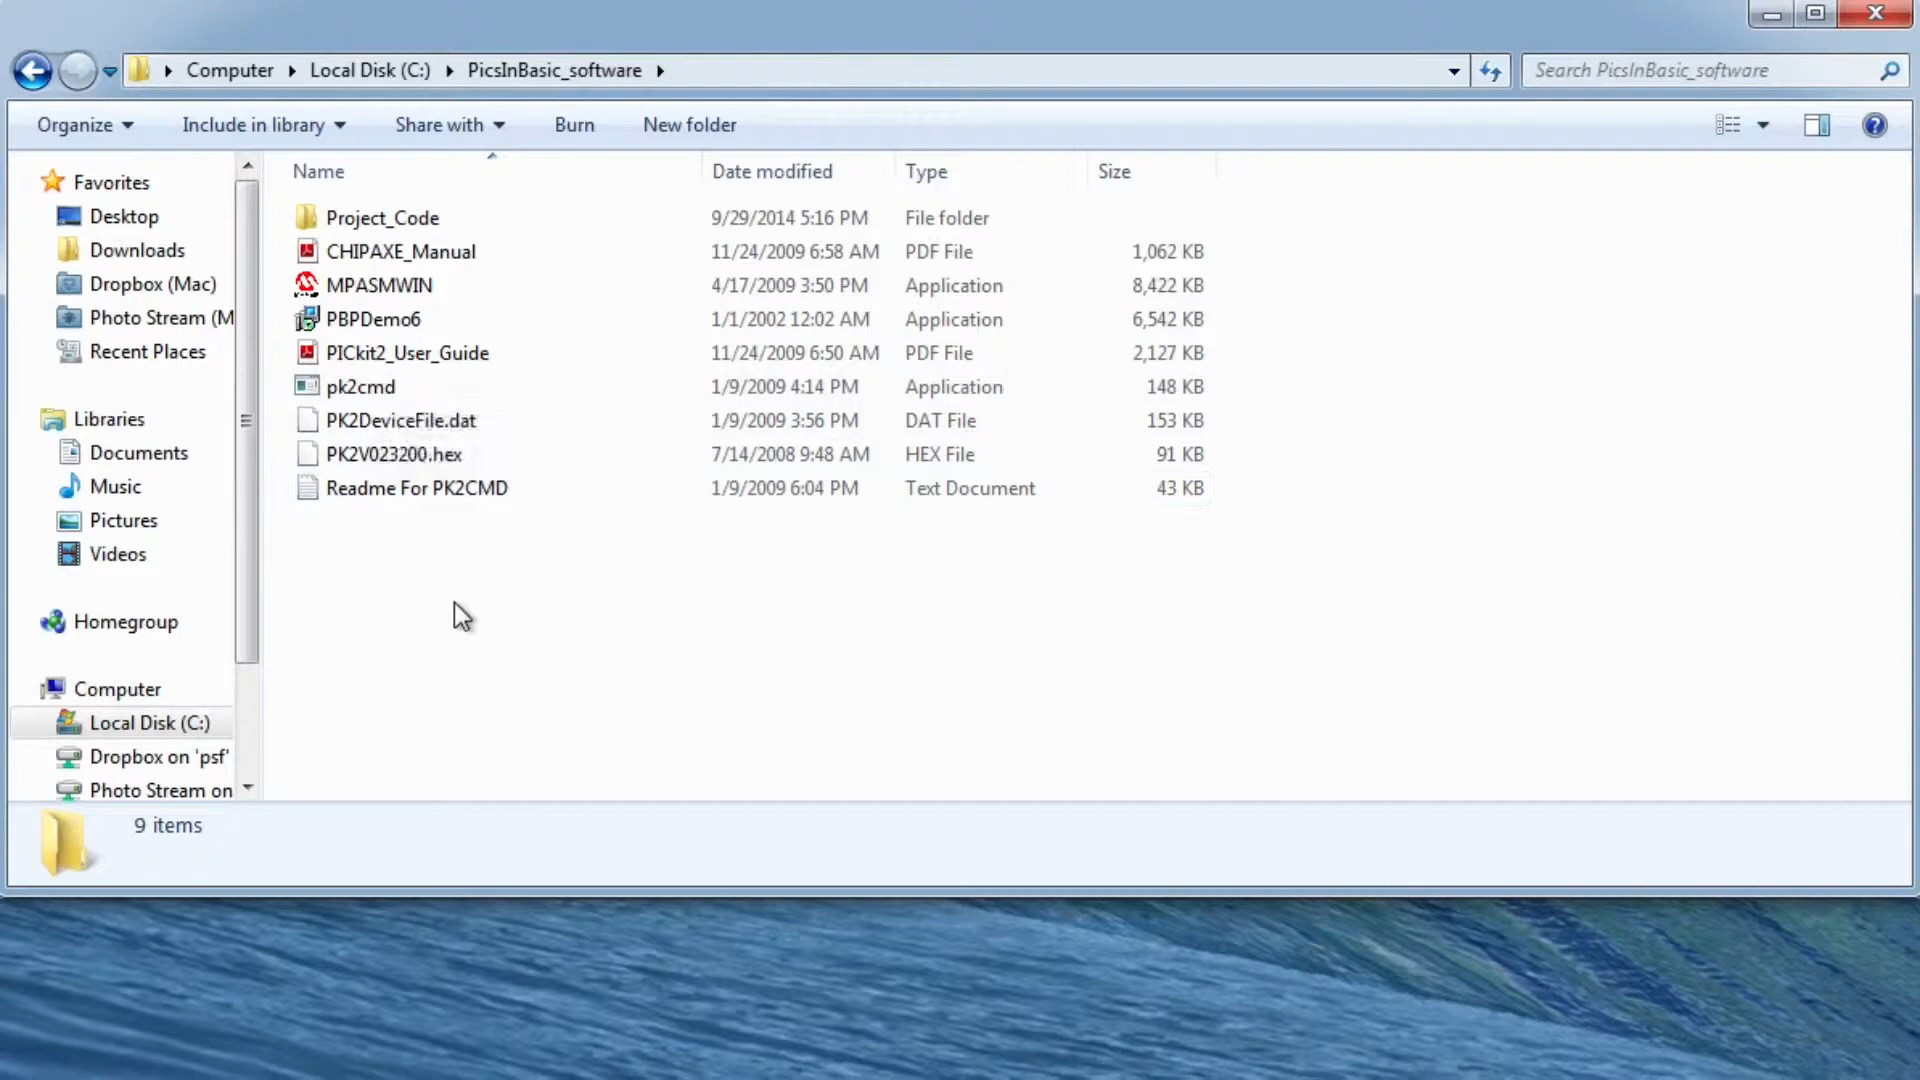 Computer Local Disk (C:) PicsInBasic_software
Search PicsInBasic_software
Organize Include in library Share with Burn New folder
Name Date modified Type Size
Favorites
Desktop
Downloads
Dropbox (Mac)
Photo Stream (M
Recent Places
Libraries
Documents
Music
Pictures
Videos
Homegroup
Computer
Local Disk (C:)
Dropbox on 'psf'
Photo Stream on
Project_Code 9/29/2014 5:16 PM File folder
CHIPAXE_Manual 11/24/2009 6:58 AM PDF File 1,062 KB
MPASMWIN 4/17/2009 3:50 PM Application 8,422 KB
PBPDemo6 1/1/2002 12:02 AM Application 6,542 KB
PICkit2_User_Guide 11/24/2009 6:50 AM PDF File 2,127 KB
pk2cmd 1/9/2009 4:14 PM Application 148 KB
PK2DeviceFile.dat 1/9/2009 3:56 PM DAT File 153 KB
PK2V023200.hex 7/14/2008 9:48 AM HEX File 91 KB
Readme For PK2CMD 1/9/2009 6:04 PM Text Document 43 KB
9 items